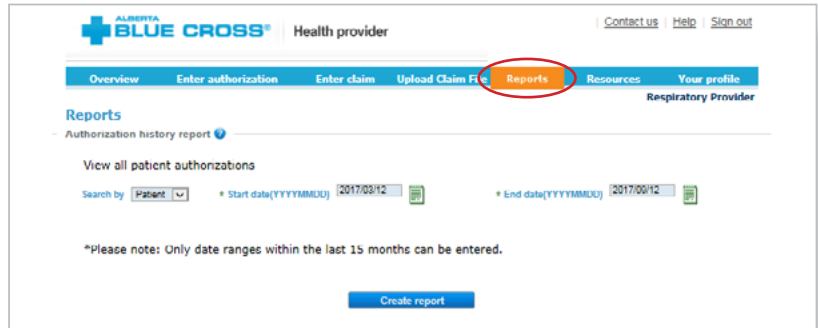 Contact us | Help | Sign out
ALBERTA
BLUE CROSS® Health provider
Overview Enter authorization Enter claim Upload Claim File Reports Resources Your profile
Respiratory Provider
Reports
Authorization history report ?
View all patient authorizations
Search by Patient * Start date(YYYYMMDD) 2017/03/12 * End date(YYYYMMDD) 2017/09/12
*Please note: Only date ranges within the last 15 months can be entered.
Create report